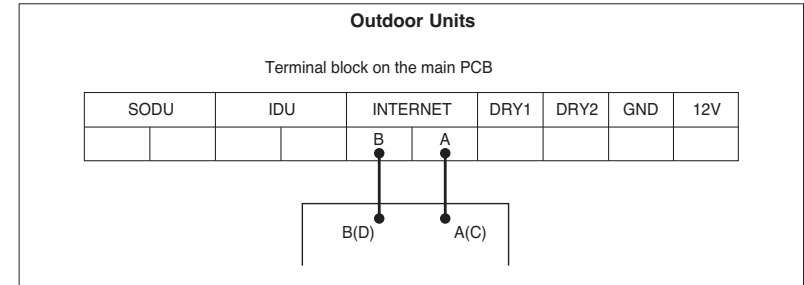 Outdoor Units
Terminal block on the main PCB
SODU IDU INTERNET DRY1 DRY2 GND 12V
B A
B(D) A(C)